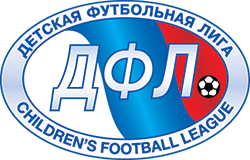 ДЕТСКАЯ ФУТБОЛЬНАЯ ЛИГА
ДФЛ
CHILDREN'S FOOTBALL LEAGUE